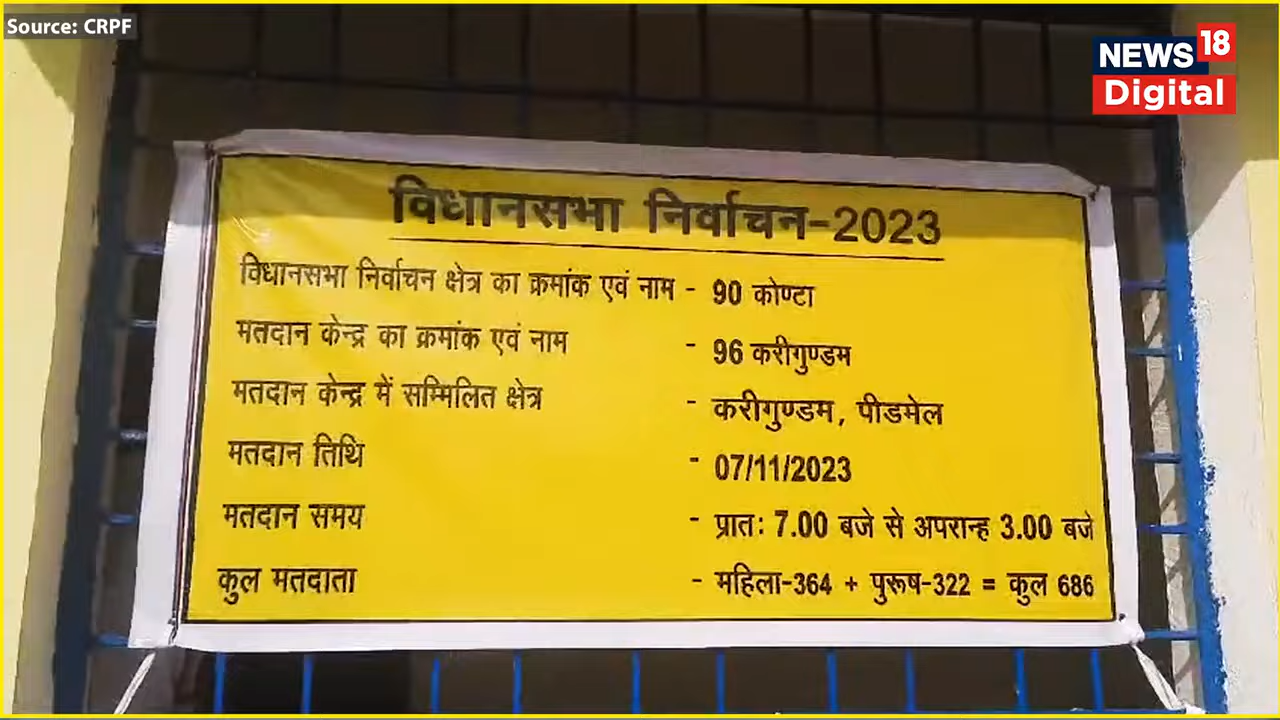 Source: CRPF
NEWS18
Digital
विधानसभा निर्वाचन-2023
विधानसभा निर्वाचन क्षेत्र का क्रमांक एवं नाम - 90 कोण्टा
मतदान केन्द्र का क्रमांक एवं नाम - 96 करीगुण्डम
मतदान केन्द्र में सम्मिलित क्षेत्र - करीगुण्डम, पीडमेल
मतदान तिथि - 07/11/2023
मतदान समय - प्रातः 7.00 बजे से अपरान्ह 3.00 बजे
कुल मतदाता - महिला-364 + पुरूष-322 = कुल 686